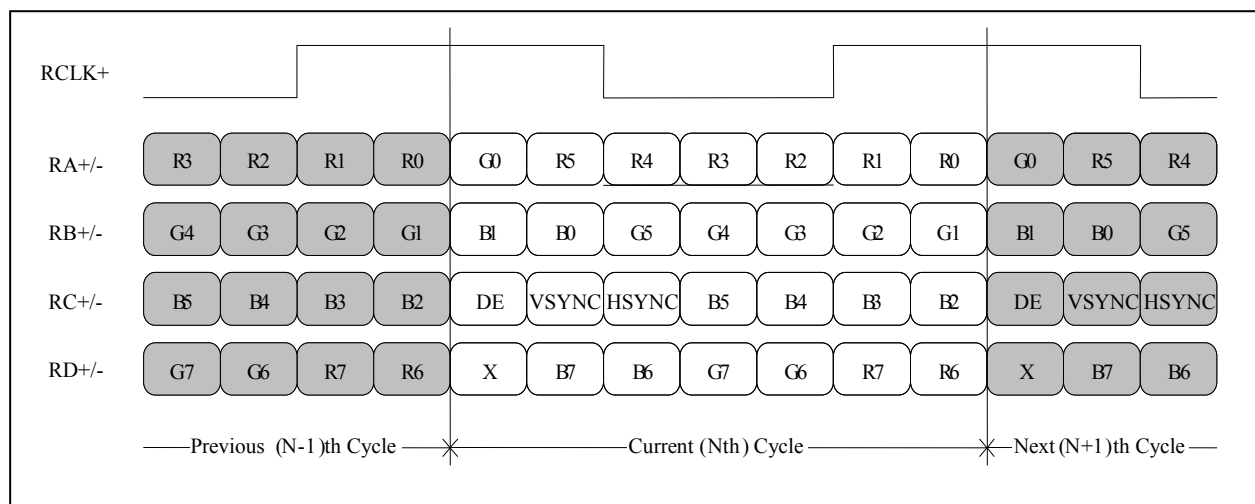 RCLK+
RA+/- R3 R2 R1 R0 G0 R5 R4 R3 R2 R1 R0 G0 R5 R4
RB+/- G4 G3 G2 G1 B1 B0 G5 G4 G3 G2 G1 B1 B0 G5
RC+/- B5 B4 B3 B2 DE VSYNC HSYNC B5 B4 B3 B2 DE VSYNC HSYNC
RD+/- G7 G6 R7 R6 X B7 B6 G7 G6 R7 R6 X B7 B6
Previous (N-1)th Cycle Current (Nth) Cycle Next (N+1)th Cycle